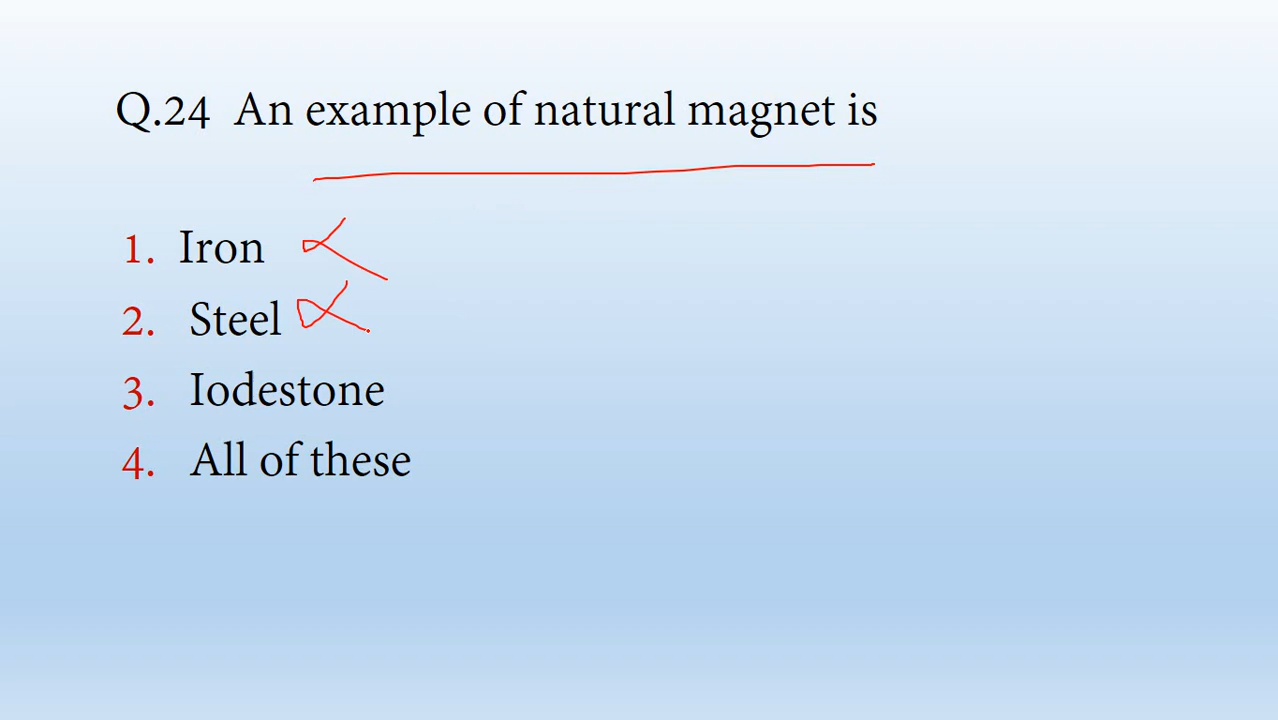 Q.24 An example of natural magnet is
1. Iron
2. Steel
3. Iodestone
4. All of these